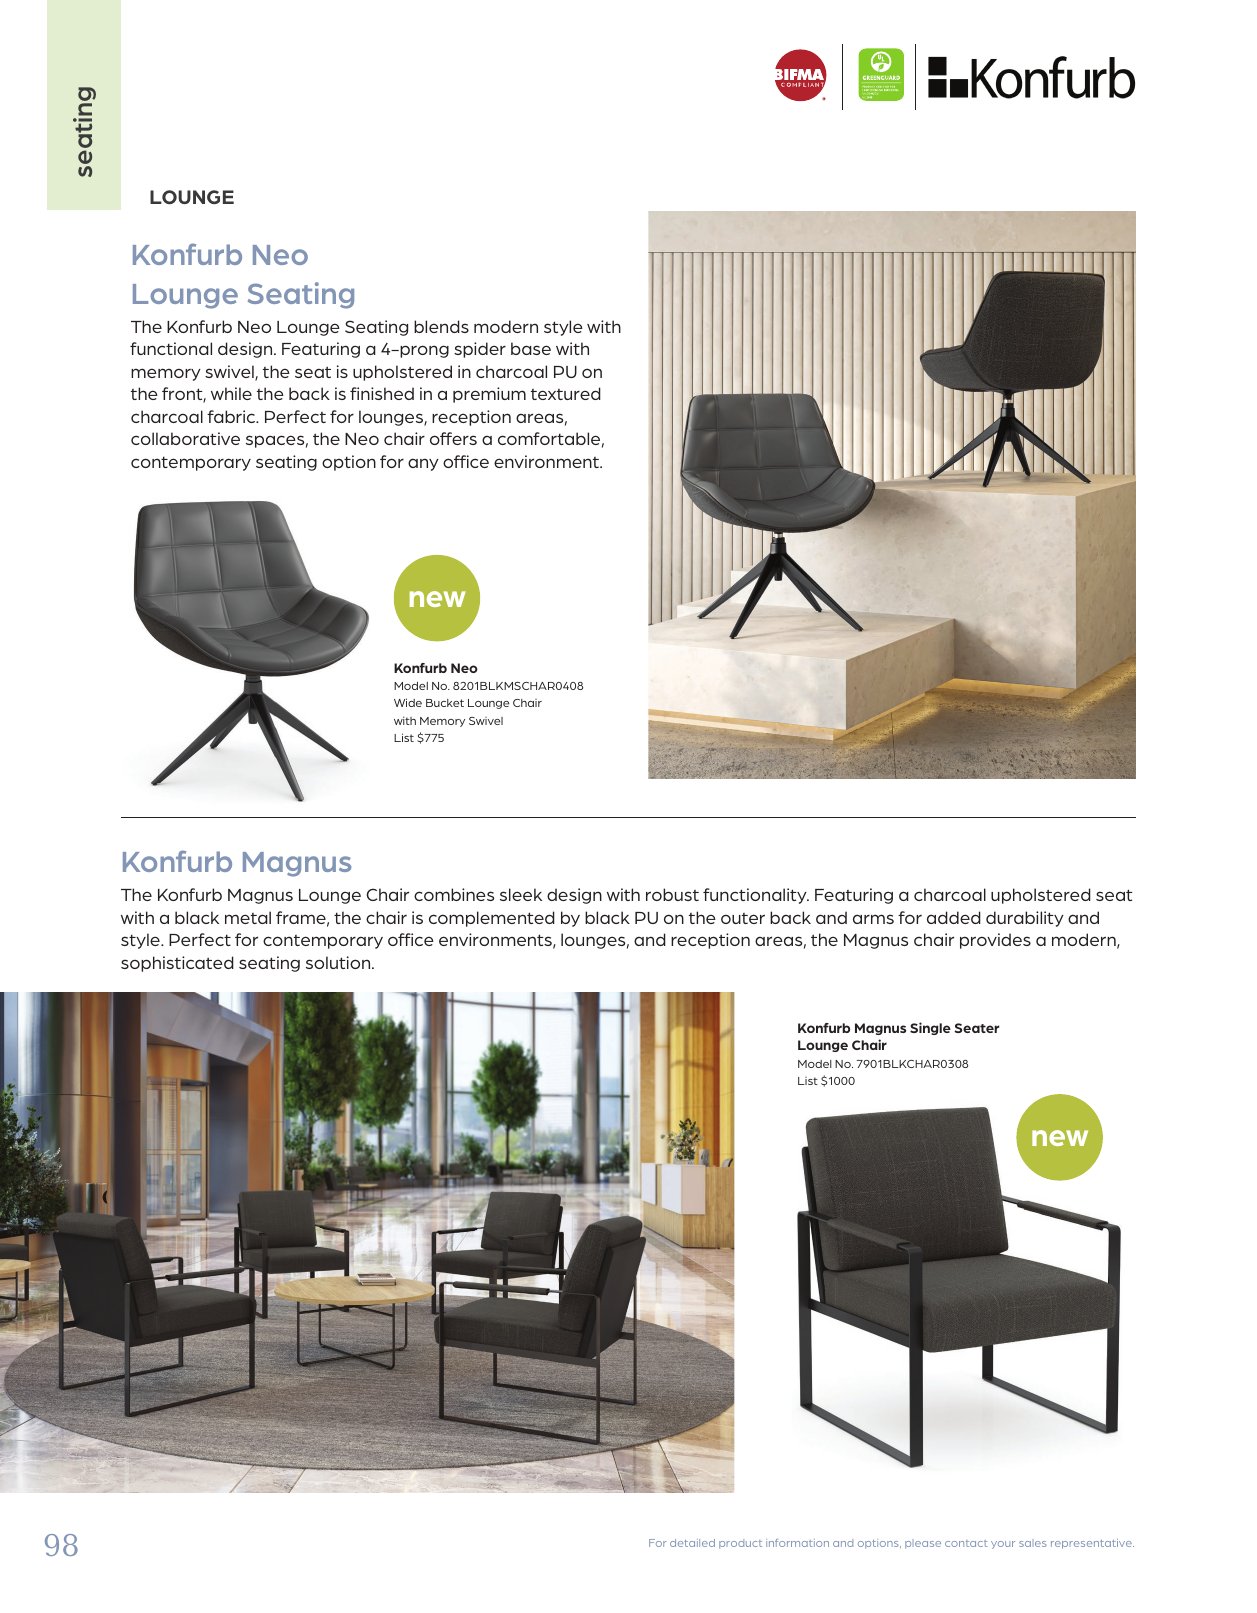 seating
BIFMA
COMPLIANT
GREENGUARD
Konfurb
LOUNGE
Konfurb Neo
Lounge Seating
The Konfurb Neo Lounge Seating blends modern style with
functional design. Featuring a 4-prong spider base with
memory swivel, the seat is upholstered in charcoal PU on
the front, while the back is finished in a premium textured
charcoal fabric. Perfect for lounges, reception areas,
collaborative spaces, the Neo chair offers a comfortable,
contemporary seating option for any office environment.
new
Konfurb Neo
Model No. 8201BLKMSCHAR0408
Wide Bucket Lounge Chair
with Memory Swivel
List $775
Konfurb Magnus
The Konfurb Magnus Lounge Chair combines sleek design with robust functionality. Featuring a charcoal upholstered seat
with a black metal frame, the chair is complemented by black PU on the outer back and arms for added durability and
style. Perfect for contemporary office environments, lounges, and reception areas, the Magnus chair provides a modern,
sophisticated seating solution.
Konfurb Magnus Single Seater
Lounge Chair
Model No. 7901BLKCHAR0308
List $1000
new
98
For detailed product information and options, please contact your sales representative.